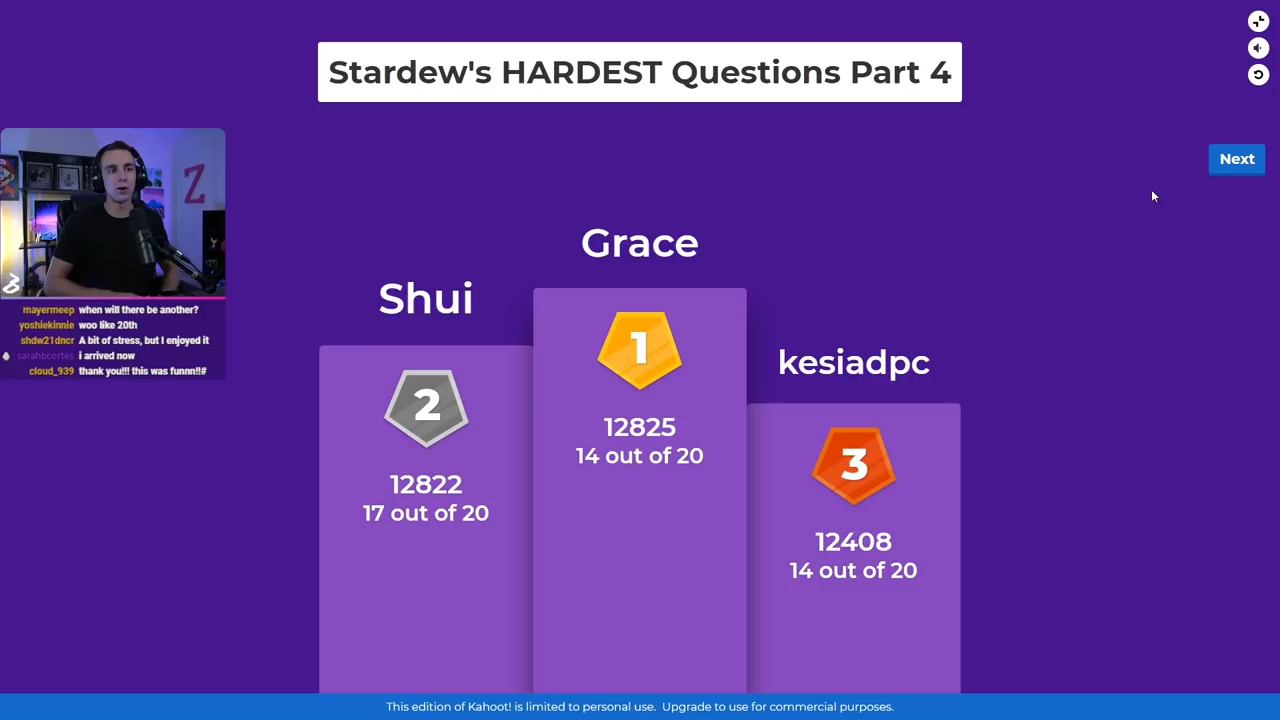 Stardew's HARDEST Questions Part 4
Next
Z
mayermeep when will there be another?
yoshiekinnie woo like 20th
shdw21dncr A bit of stress, but I enjoyed it
sarahbcortes i arrived now
cloud_939 thank you!!! this was funnn!!#
Grace
1
12825
14 out of 20
Shui
2
12822
17 out of 20
kesiadpc
3
12408
14 out of 20
This edition of Kahoot! is limited to personal use. Upgrade to use for commercial purposes.